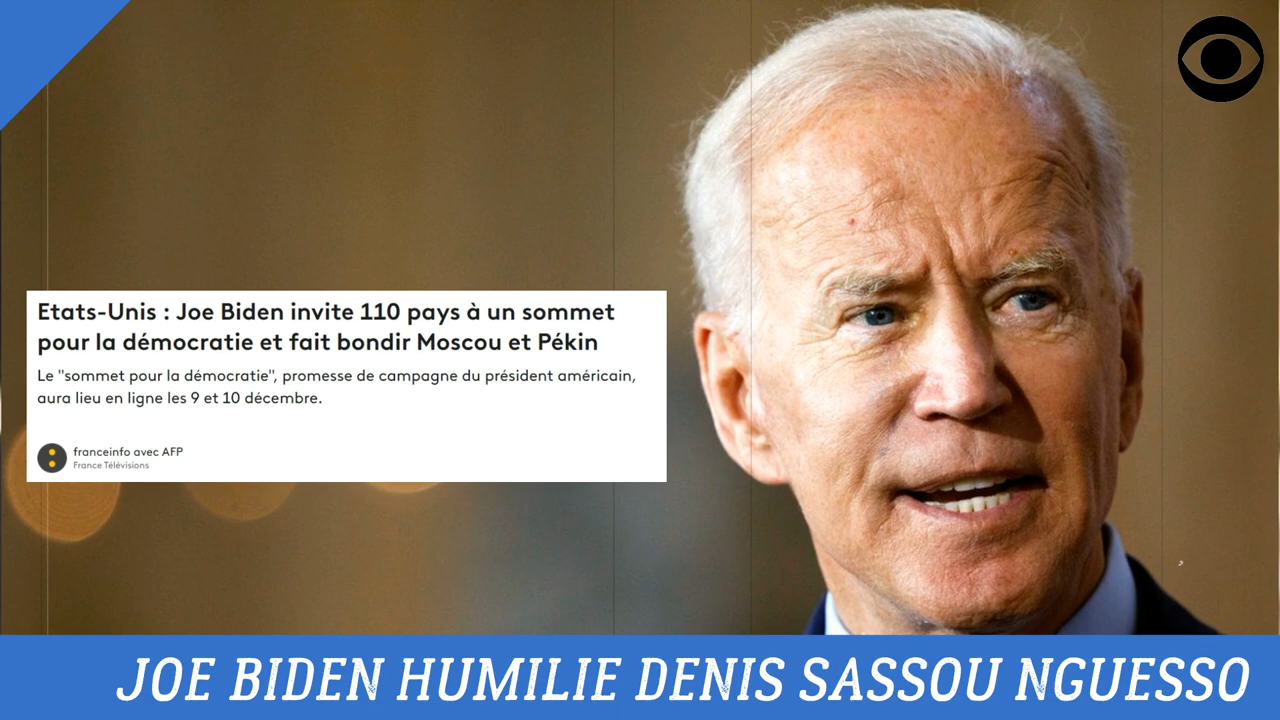 Etats-Unis : Joe Biden invite 110 pays à un sommet
pour la démocratie et fait bondir Moscou et Pékin
Le "sommet pour la démocratie", promesse de campagne du président américain,
aura lieu en ligne les 9 et 10 décembre.
franceinfo avec AFP
France Télévisions
JOE BIDEN HUMILIE DENIS SASSOU NGUESSO